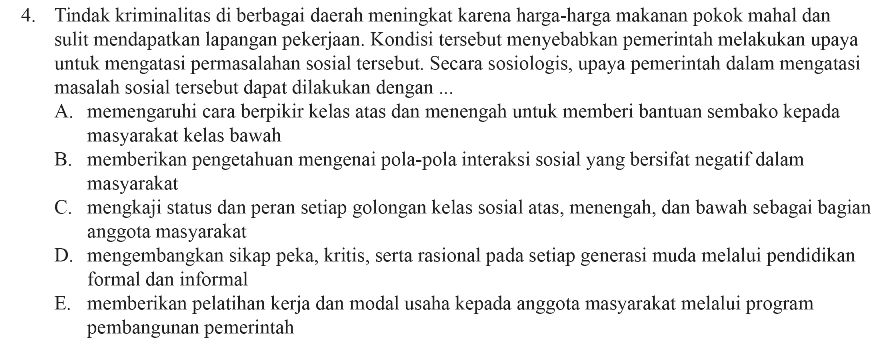 4. Tindak kriminalitas di berbagai daerah meningkat karena harga-harga makanan pokok mahal dan
sulit mendapatkan lapangan pekerjaan. Kondisi tersebut menyebabkan pemerintah melakukan upaya
untuk mengatasi permasalahan sosial tersebut. Secara sosiologis, upaya pemerintah dalam mengatasi
masalah sosial tersebut dapat dilakukan dengan ...
A. memengaruhi cara berpikir kelas atas dan menengah untuk memberi bantuan sembako kepada
masyarakat kelas bawah
B. memberikan pengetahuan mengenai pola-pola interaksi sosial yang bersifat negatif dalam
masyarakat
C. mengkaji status dan peran setiap golongan kelas sosial atas, menengah, dan bawah sebagai bagian
anggota masyarakat
D. mengembangkan sikap peka, kritis, serta rasional pada setiap generasi muda melalui pendidikan
formal dan informal
E. memberikan pelatihan kerja dan modal usaha kepada anggota masyarakat melalui program
pembangunan pemerintah